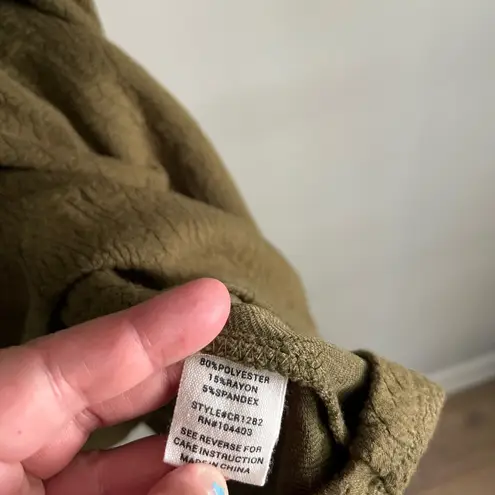 80%POLYESTER
15%RAYON
5%SPANDEX
STYLE#CR1282
RN#104403
SEE REVERSE FOR
CARE INSTRUCTION
MADE IN CHINA